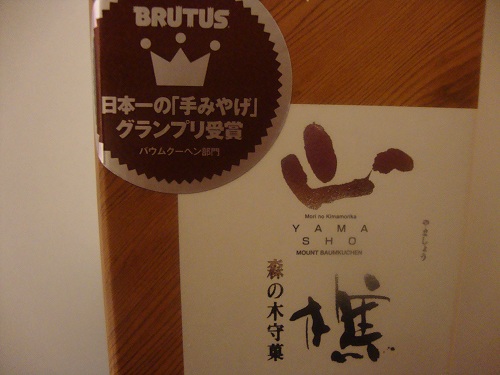 BRUTUS
日本一の「手みやげ」
グランプリ受賞
バウムクーヘン部門
山
Mori no Kimamorika
YAMA
SHO
MOUNT BAUMKUCHEN
やましょう
森の木守菓
樵